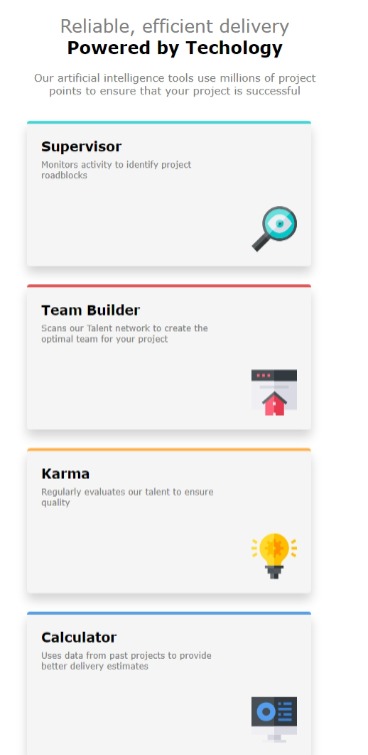 Reliable, efficient delivery
Powered by Techology
Our artificial intelligence tools use millions of project
points to ensure that your project is successful
Supervisor
Monitors activity to identify project
roadblocks
Team Builder
Scans our Talent network to create the
optimal team for your project
Karma
Regularly evaluates our talent to ensure
quality
Calculator
Uses data from past projects to provide
better delivery estimates